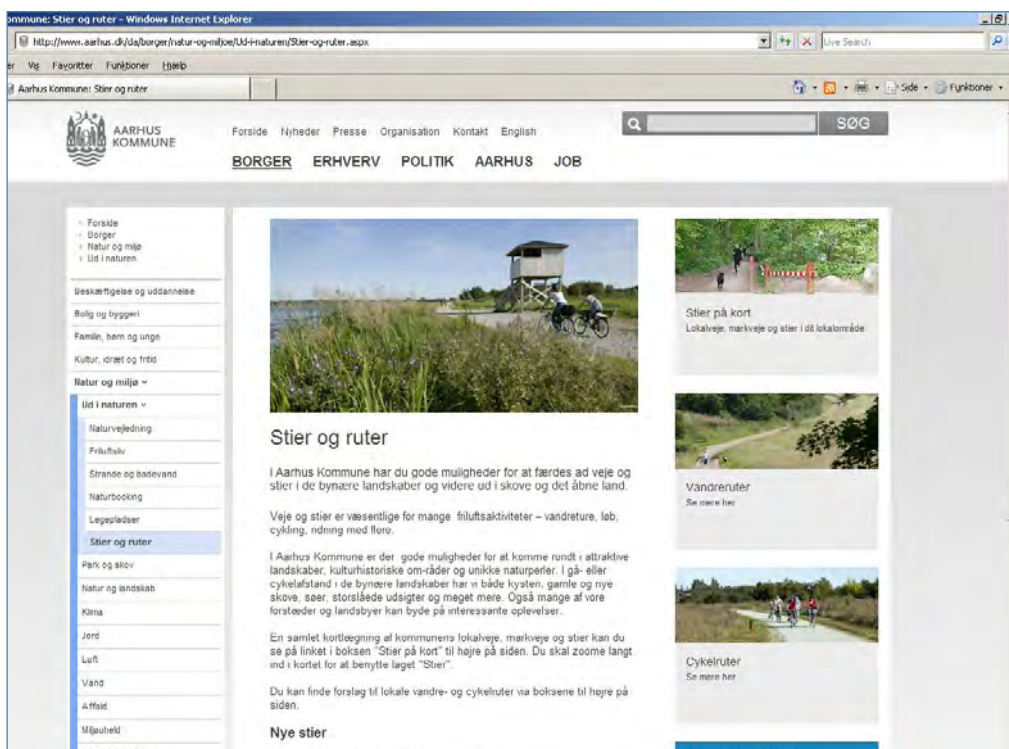 ommune: Stier og ruter - Windows Internet Explorer
http://www.aarhus.dk/da/borger/natur-og-miljoe/Ud-i-naturen/Stier-og-ruter.aspx
Live Search
er Vis Favoritter Funktioner Hjælp
Aarhus Kommune: Stier og ruter
Side
Funktioner
AARHUS
KOMMUNE
Forside Nyheder Presse Organisation Kontakt English
SØG
BORGER ERHVERV POLITIK AARHUS JOB
Forside
Borger
Natur og miljø
Ud i naturen
Beskæftigelse og uddannelse
Bolig og byggeri
Familie, børn og unge
Kultur, idræt og fritid
Natur og miljø
Ud i naturen
Naturvejledning
Friluftsliv
Strande og badevand
Naturbooking
Legepladser
Stier og ruter
Park og skov
Natur og landskab
Klima
Jord
Luft
Vand
Affald
Miljøuheld
Stier og ruter
I Aarhus Kommune har du gode muligheder for at færdes ad veje og
stier i de bynære landskaber og videre ud i skove og det åbne land.
Veje og stier er væsentlige for mange friluftsaktiviteter – vandreture, løb,
cykling, ridning med flere.
I Aarhus Kommune er der gode muligheder for at komme rundt i attraktive
landskaber, kulturhistoriske om-råder og unikke naturperler. I gå- eller
cykelafstand i de bynære landskaber har vi både kysten, gamle og nye
skove, søer, storslåede udsigter og meget mere. Også mange af vore
forstæder og landsbyer kan byde på interessante oplevelser.
En samlet kortlægning af kommunens lokalveje, markveje og stier kan du
se på linket i boksen "Stier på kort" til højre på siden. Du skal zoome langt
ind i kortet for at benytte laget "Stier".
Du kan finde forslag til lokale vandre- og cykelruter via boksene til højre på
siden.
Nye stier
Stier på kort
Lokalveje, markveje og stier i dit lokalområde.
Vandreruter
Se mere her
Cykelruter
Se mere her